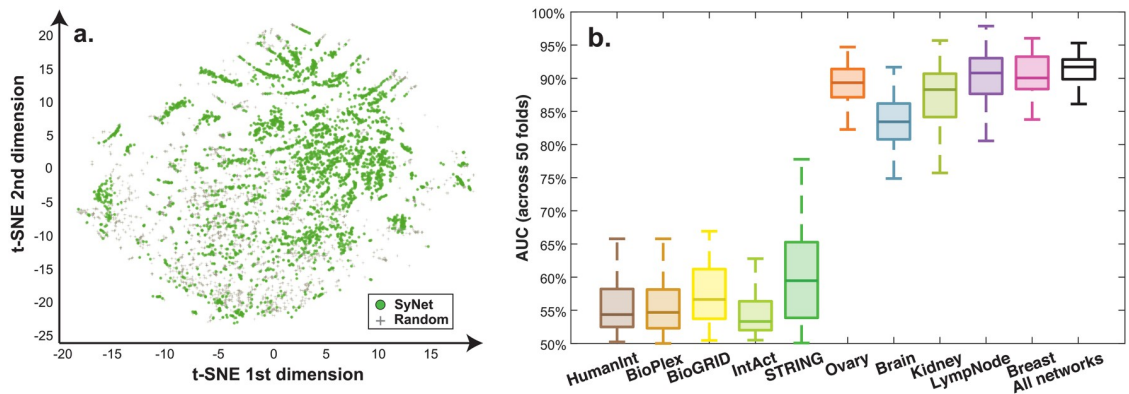 a.
t-SNE 2nd dimension
20
15
10
5
0
-5
-10
-15
-20
-25
-20
-15
-10
-5
0
5
10
15
t-SNE 1st dimension
SyNet
Random
b.
AUC (across 50 folds)
100%
95%
90%
85%
80%
75%
70%
65%
60%
55%
50%
HumanInt
BioPlex
BioGRID
IntAct
STRING
Ovary
Brain
Kidney
LympNode
Breast
All networks